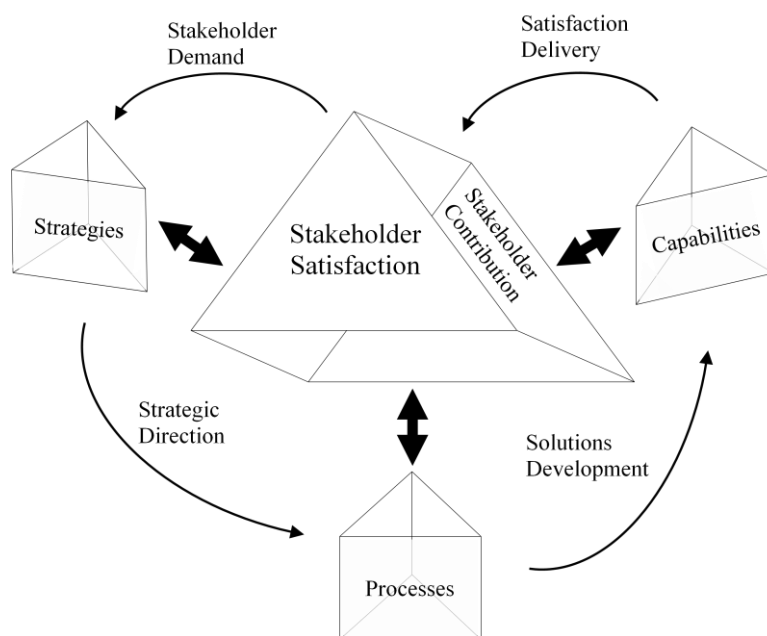 Stakeholder
Demand
Satisfaction
Delivery
Strategies
Stakeholder
Satisfaction
Stakeholder
Contribution
Capabilities
Strategic
Direction
Solutions
Development
Processes